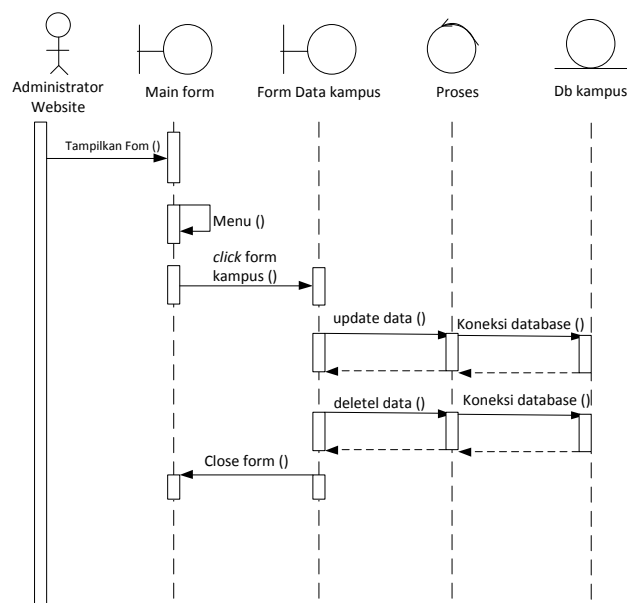 Administrator
Website
Main form
Form Data kampus
Proses
Db kampus
Tampilkan Fom ()
Menu ()
click form
kampus ()
update data ()
Koneksi database ()
deletel data ()
Koneksi database ()
Close form ()